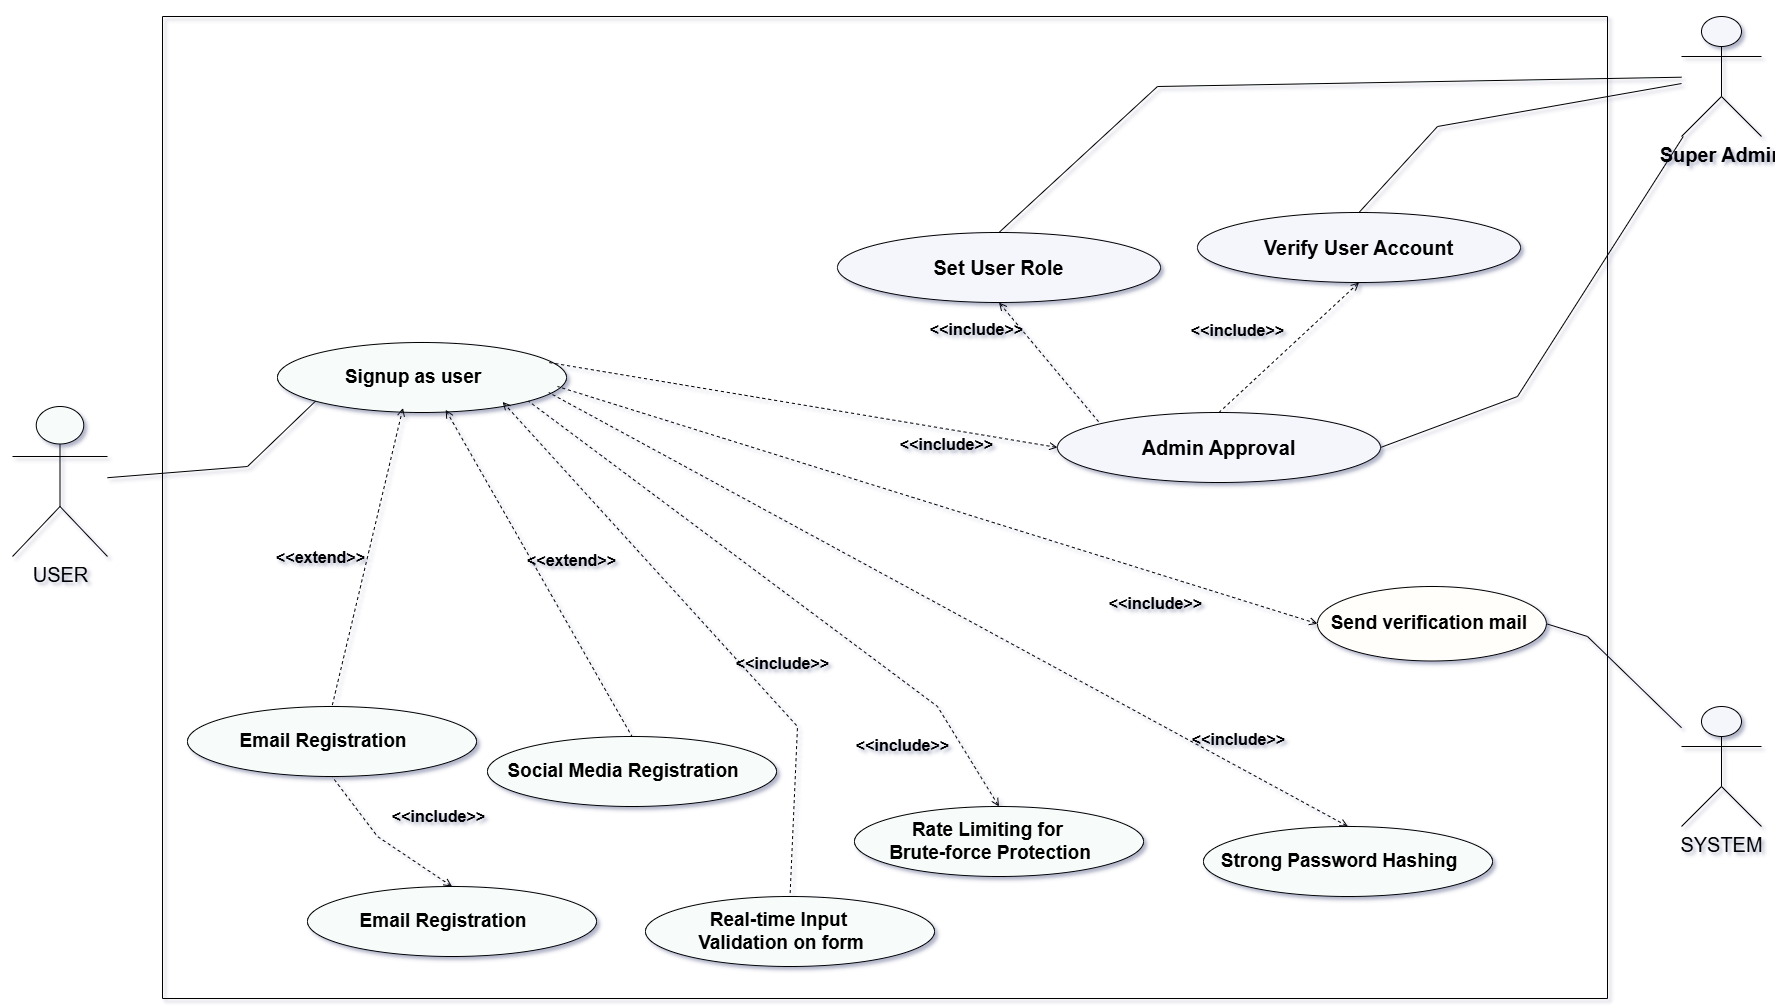 Super Admin
Set User Role
Verify User Account
<<include>>
<<include>>
Signup as user
<<include>>
Admin Approval
<<extend>>
<<extend>>
USER
<<include>>
Send verification mail
<<include>>
Email Registration
Social Media Registration
<<include>>
<<include>>
<<include>>
Rate Limiting for
Brute-force Protection
SYSTEM
Strong Password Hashing
Email Registration
Real-time Input
Validation on form